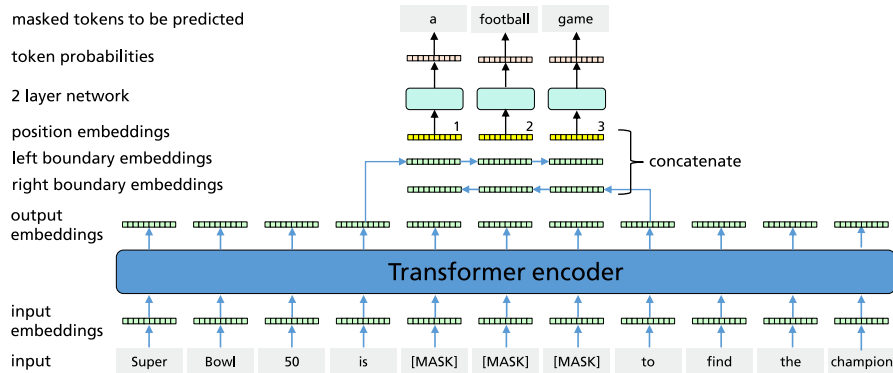 masked tokens to be predicted a football game
token probabilities
2 layer network
position embeddings 1 2 3
left boundary embeddings concatenate
right boundary embeddings
output
embeddings
Transformer encoder
input
embeddings
input Super Bowl 50 is [MASK] [MASK] [MASK] to find the champion